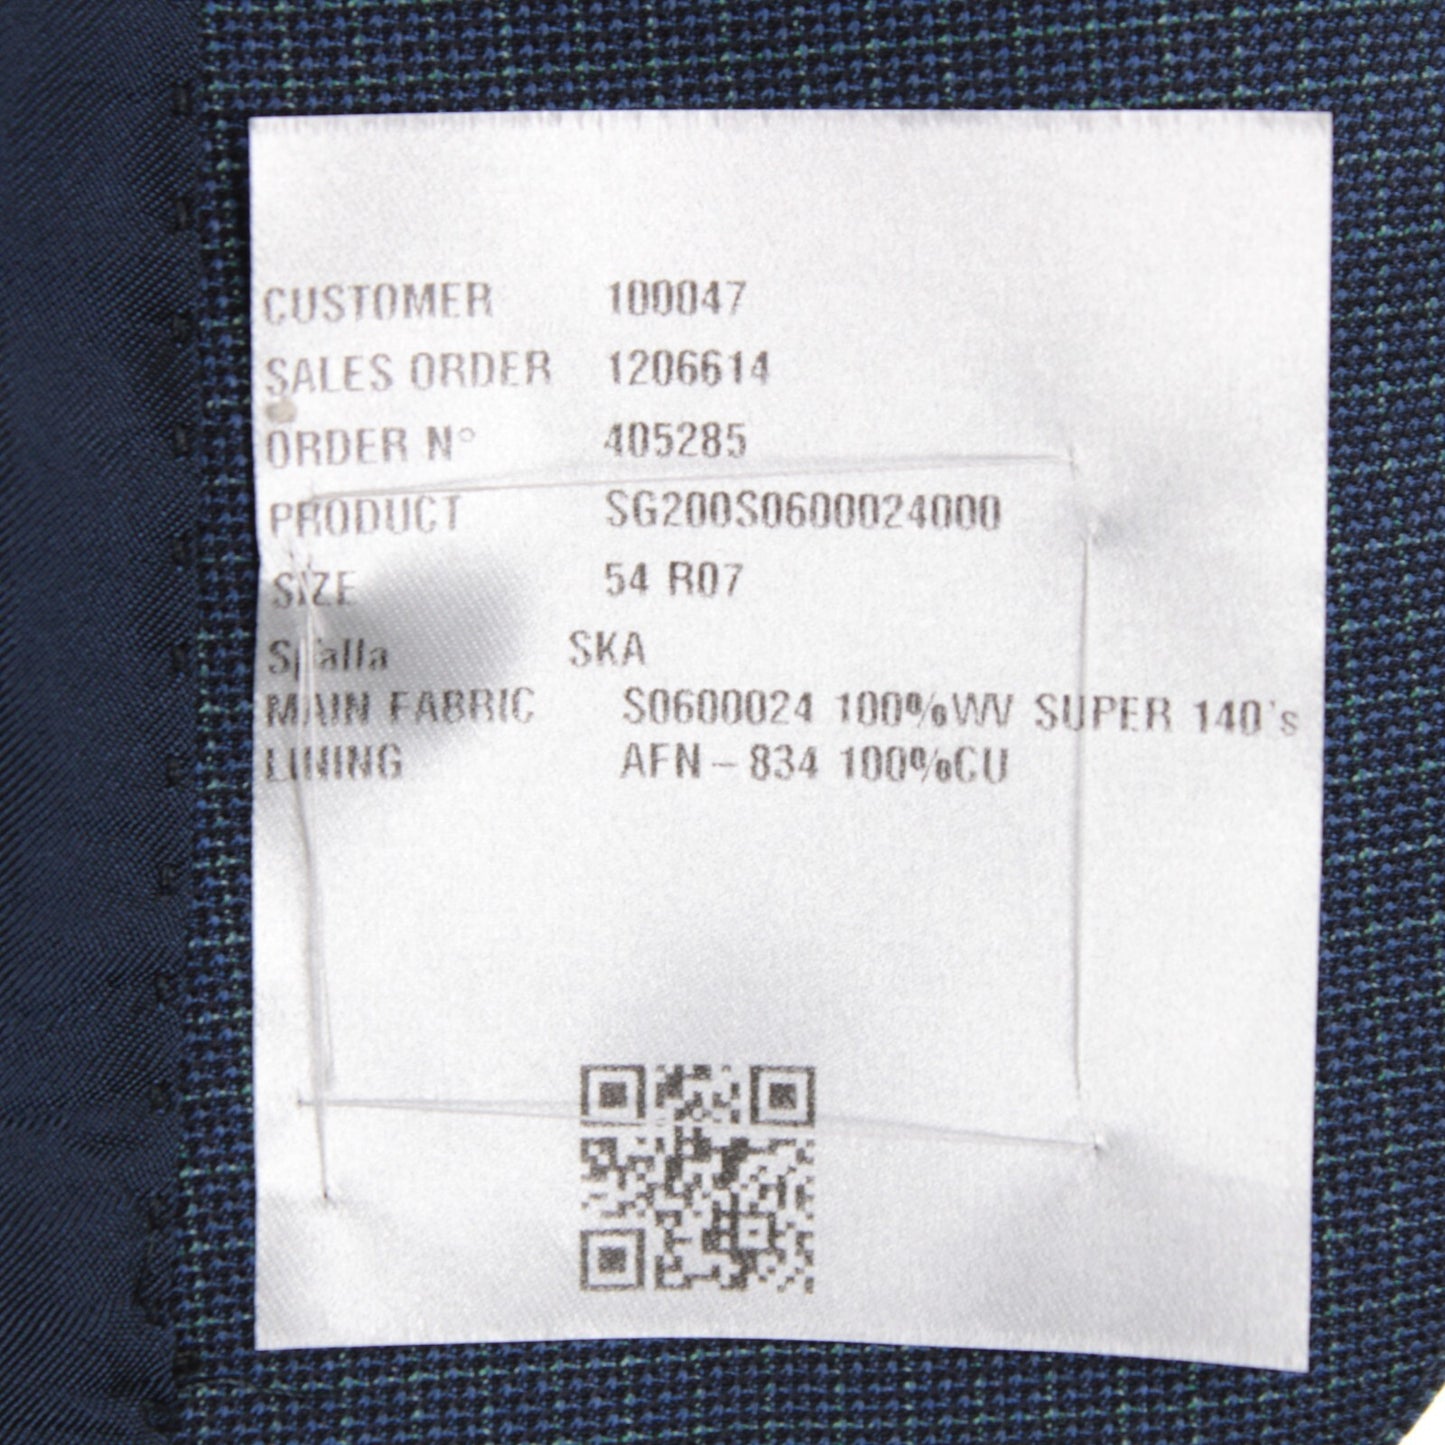 CUSTOMER 100047
SALES ORDER 1206614
ORDER N° 405285
PRODUCT SG200S0600024000
SIZE 54 R07
Spalla SKA
MAIN FABRIC S0600024 100%WV SUPER 140's
LINING AFN-834 100%CU